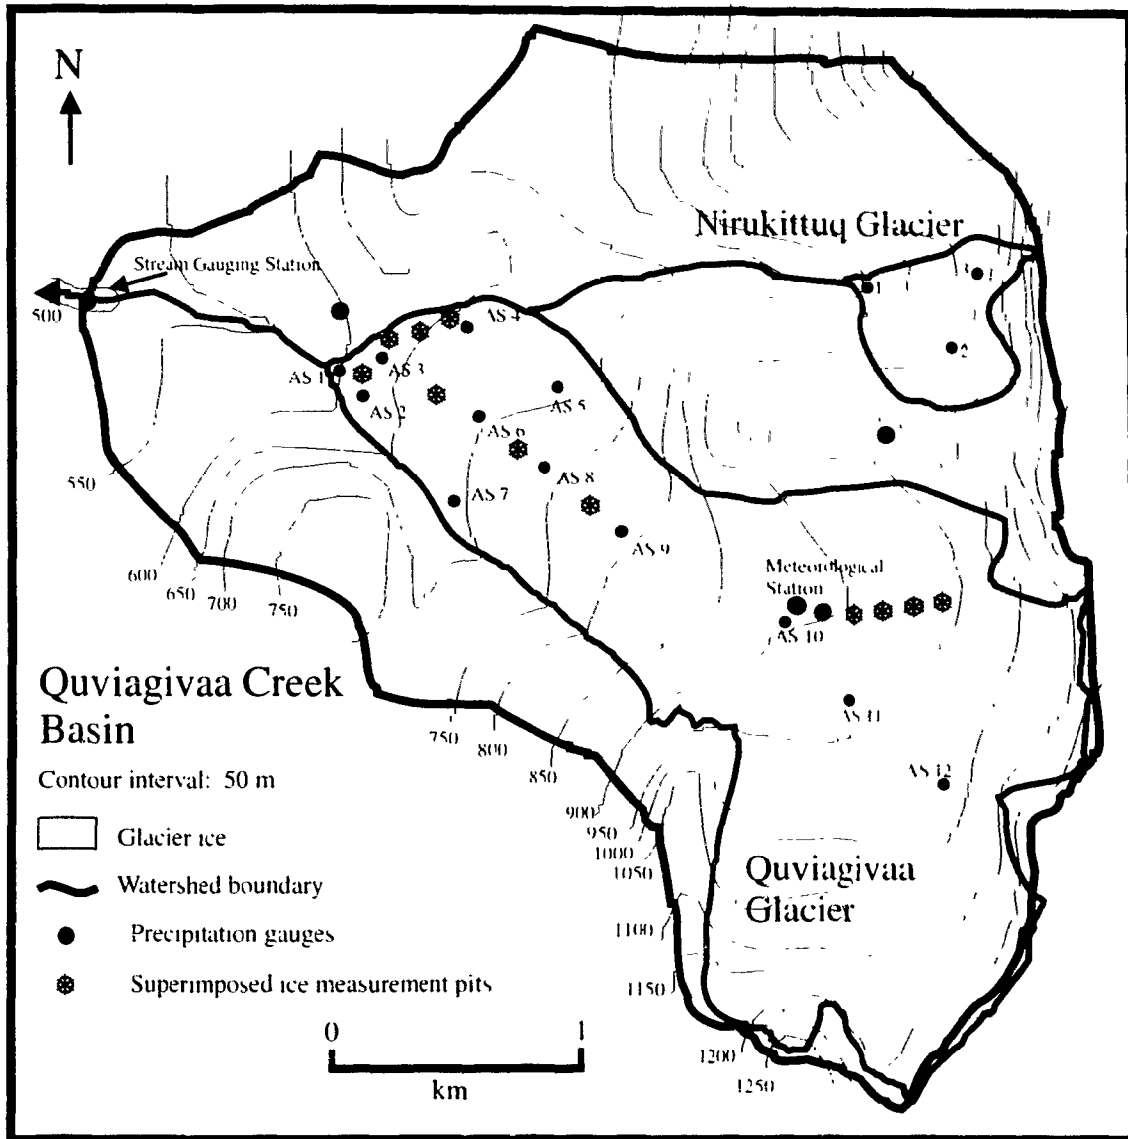 N
Nirukittuq Glacier
Stream Gauging Station
500
1
3
2
AS 4
AS 1
AS 3
AS 2
AS 5
AS 6
AS 8
AS 7
AS 9
550
600
650
700
750
Meteorological
Station
AS 10
AS 11
AS 12
Quviagivaa Creek
Basin
Contour interval: 50 m
Glacier ice
Watershed boundary
Precipitation gauges
Superimposed ice measurement pits
750
800
850
900
950
1000
1050
1100
1150
1200
1250
Quviagivaa
Glacier
0 1
km